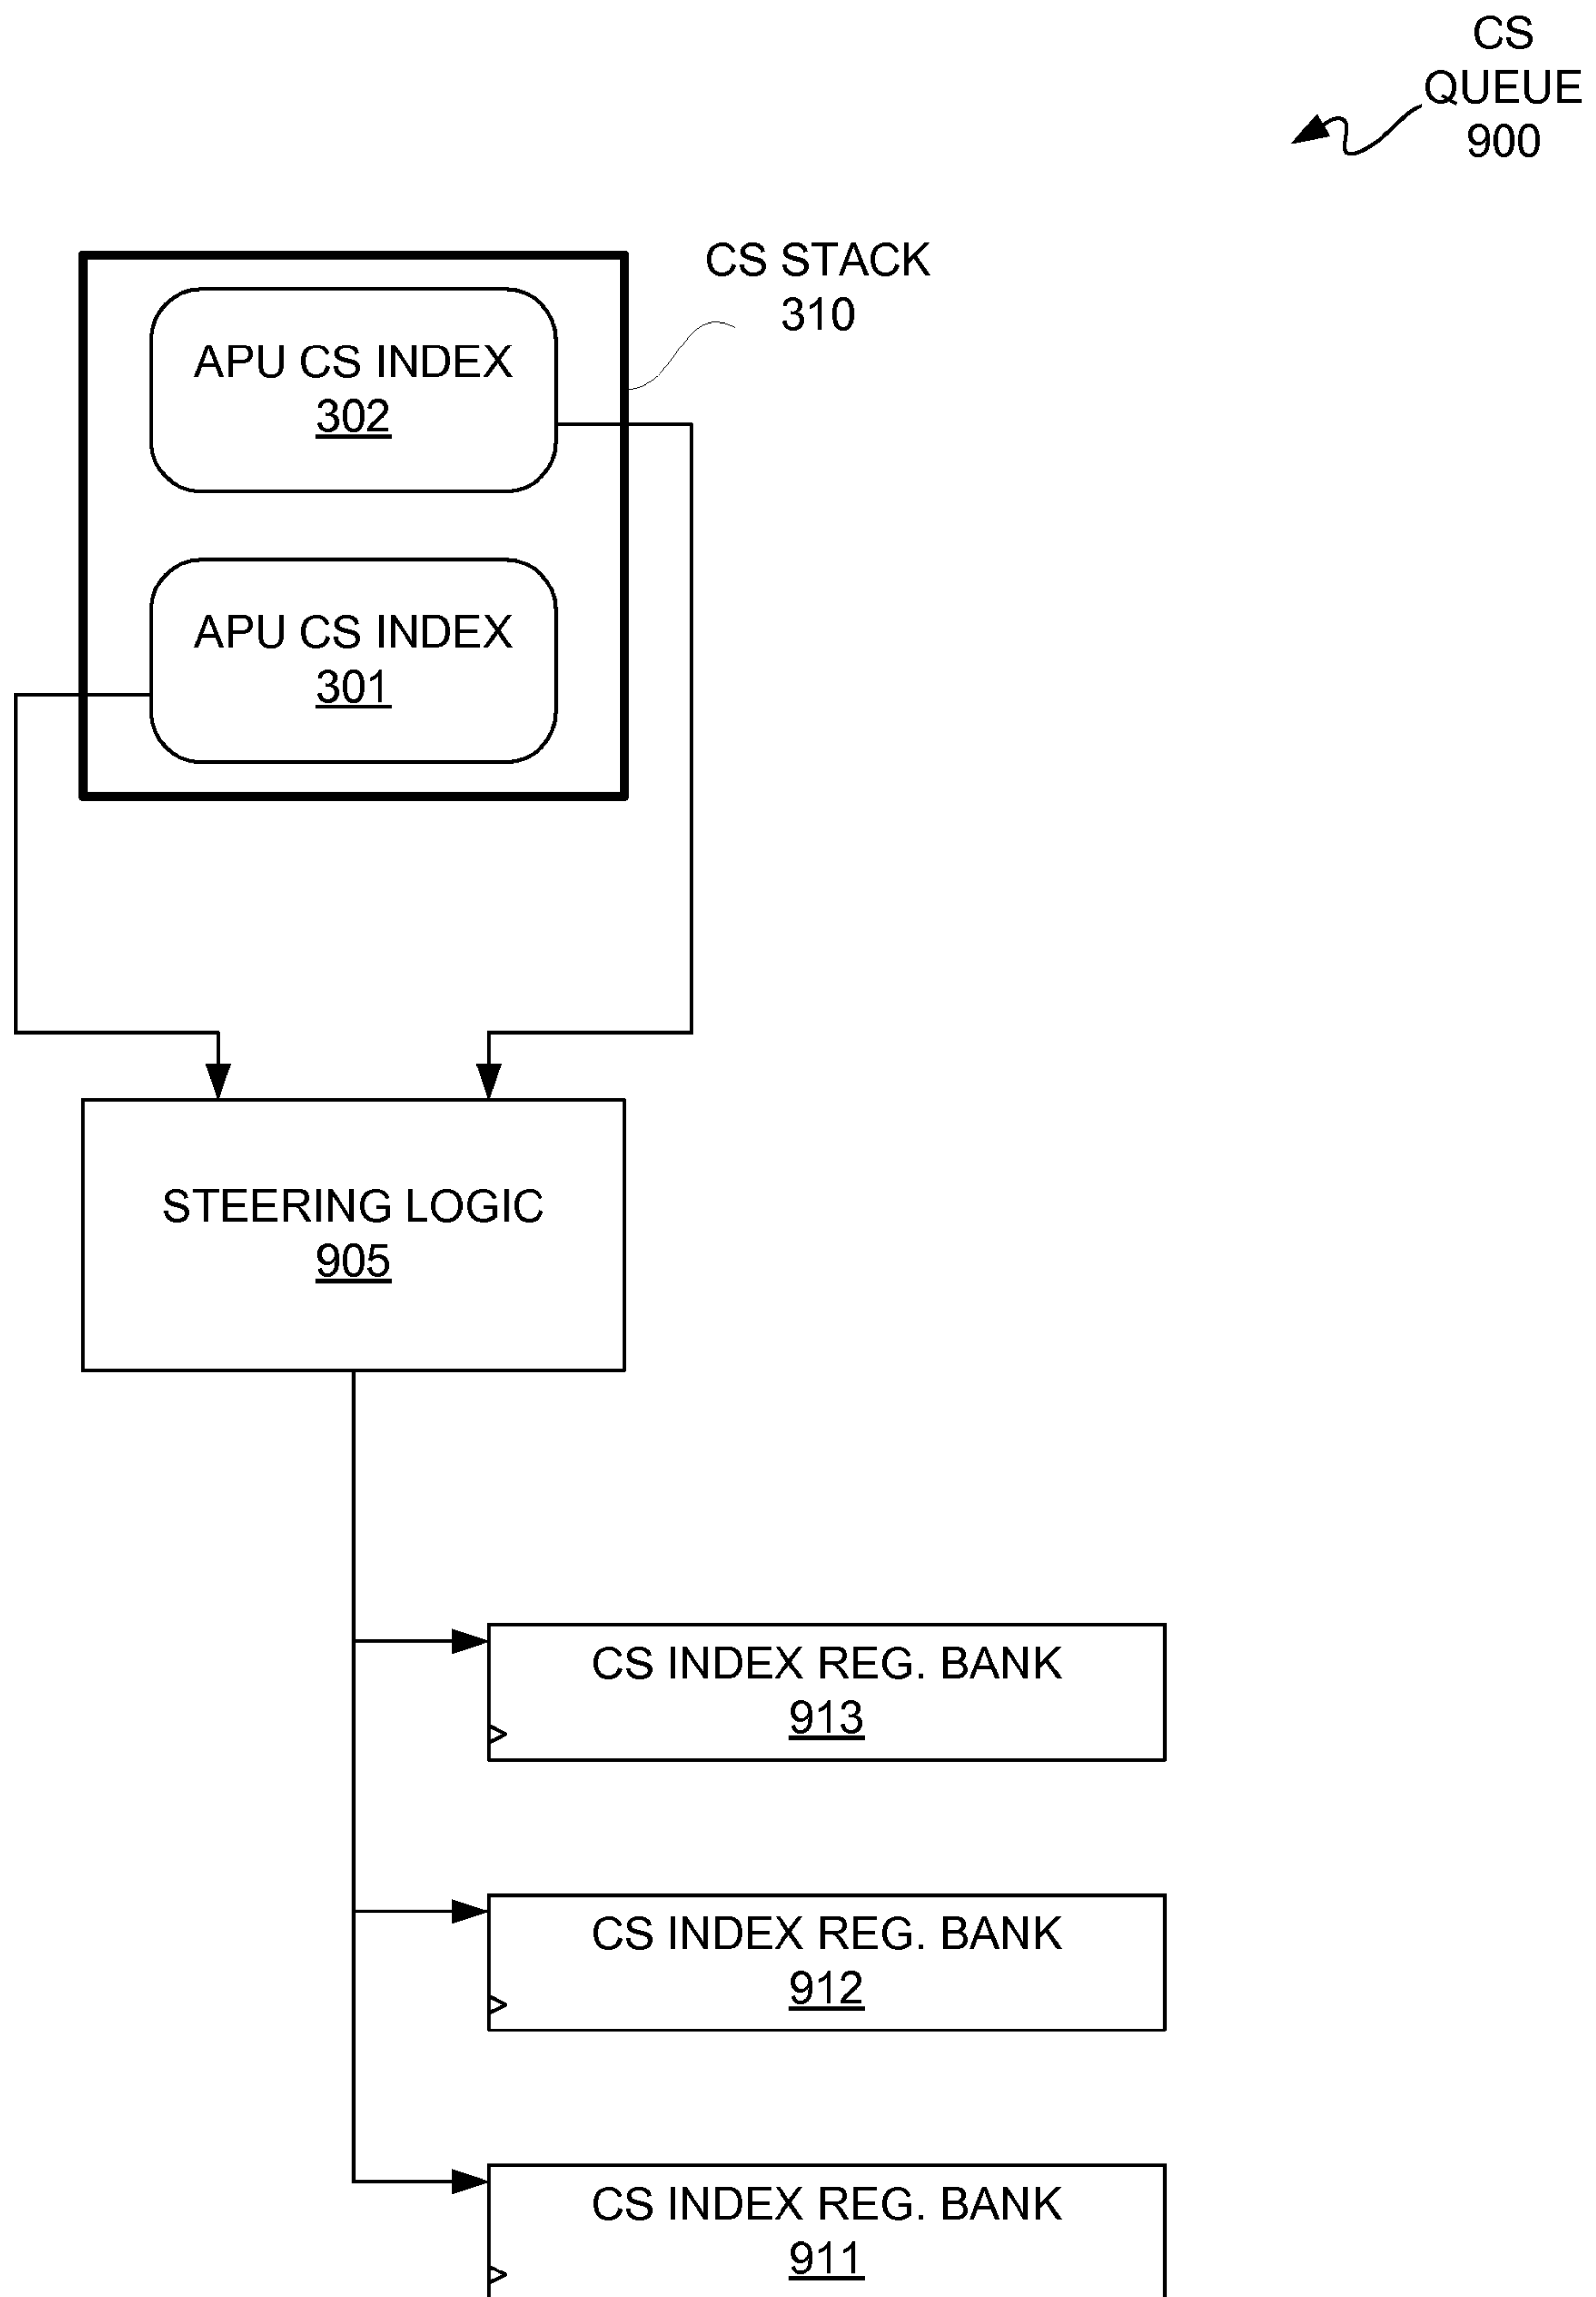 CS
QUEUE
900
CS STACK
310
APU CS INDEX
302
APU CS INDEX
301
STEERING LOGIC
905
CS INDEX REG. BANK
913
CS INDEX REG. BANK
912
CS INDEX REG. BANK
911